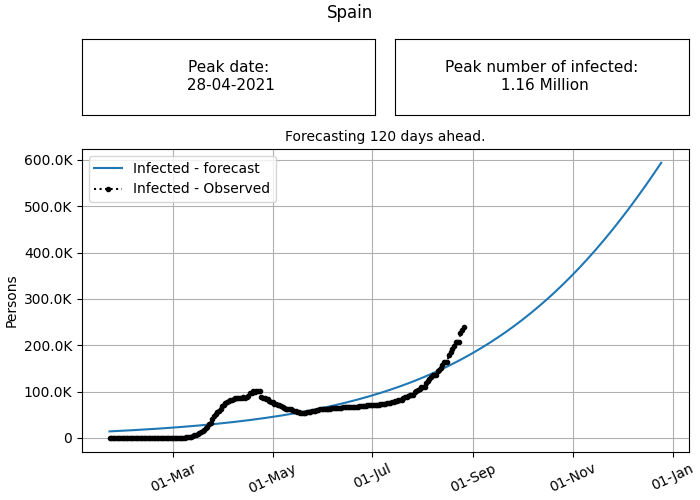 Spain
Peak date:
28-04-2021
Peak number of infected:
1.16 Million
Forecasting 120 days ahead.
Infected - forecast
Infected - Observed
600.0K
500.0K
400.0K
300.0K
200.0K
100.0K
0
Persons
01-Mar
01-May
01-Jul
01-Sep
01-Nov
01-Jan